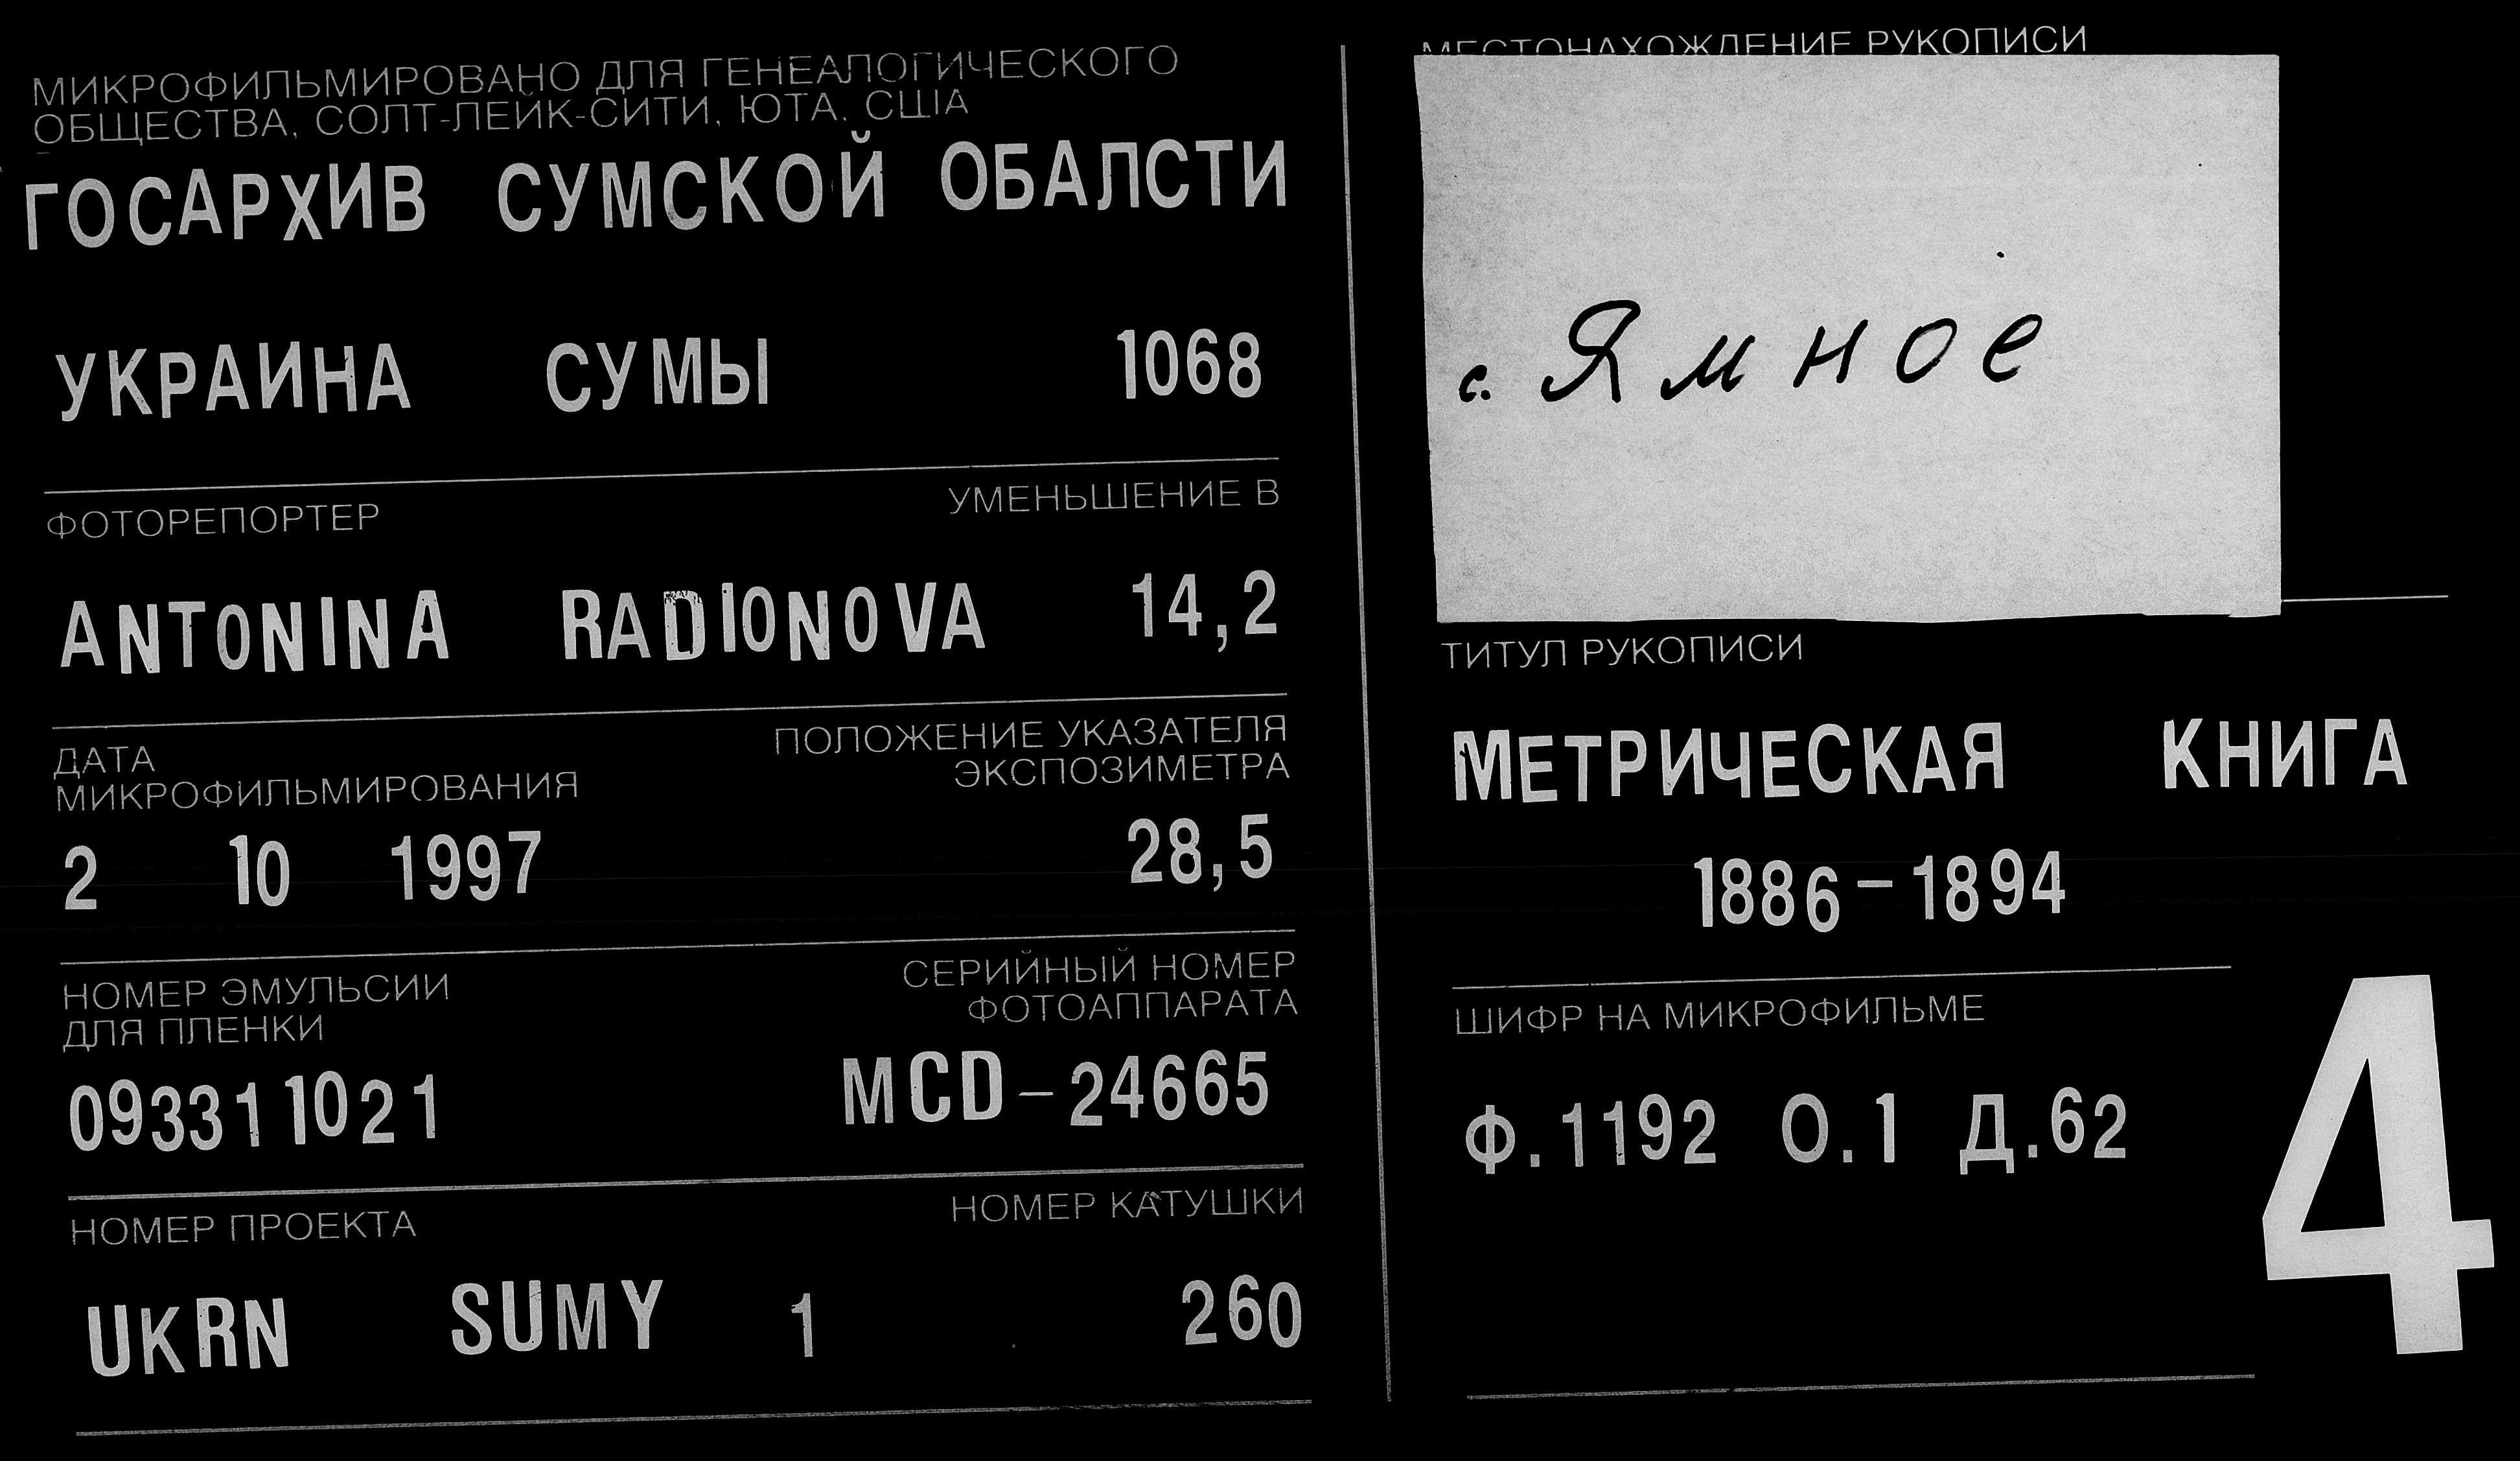 МИКРОФИЛЬМИРОВАНО ДЛЯ ГЕНЕАЛОГИЧЕСКОГО
ОБЩЕСТВА, СОЛТ-ЛЕЙК-СИТИ, ЮТА, США
ГОСАРХИВ СУМСКОЙ ОБАЛСТИ
УКРАИНА СУМЫ 1068
ФОТОРЕПОРТЕР
УМЕНЬШЕНИЕ В
ANTONINA RADIONOVA 14,2
ДАТА
МИКРОФИЛЬМИРОВАНИЯ
ПОЛОЖЕНИЕ УКАЗАТЕЛЯ
ЭКСПОЗИМЕТРА
2 10 1997 28,5
НОМЕР ЭМУЛЬСИИ
ДЛЯ ПЛЕНКИ
СЕРИЙНЫЙ НОМЕР
ФОТОАППАРАТА
093311021 MCD-24665
НОМЕР ПРОЕКТА
НОМЕР КАТУШКИ
UKRN SUMY 1 260
МЕСТОНАХОЖДЕНИЕ РУКОПИСИ
с. Ямное
ТИТУЛ РУКОПИСИ
МЕТРИЧЕСКАЯ КНИГА
1886-1894
ШИФР НА МИКРОФИЛЬМЕ
Ф.1192 О.1 Д.62
4